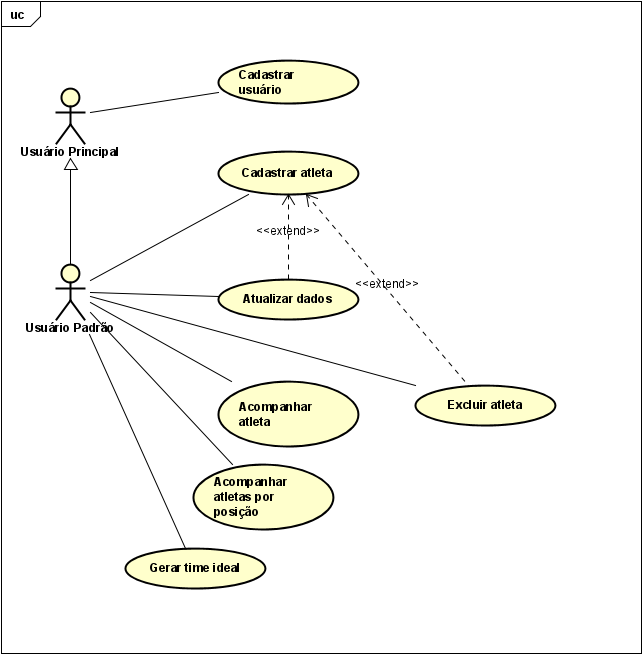 uc
Cadastrar
usuário
Usuário Principal
Cadastrar atleta
<<extend>>
Usuário Padrão
Atualizar dados
<<extend>>
Acompanhar
atleta
Excluir atleta
Acompanhar
atletas por
posição
Gerar time ideal